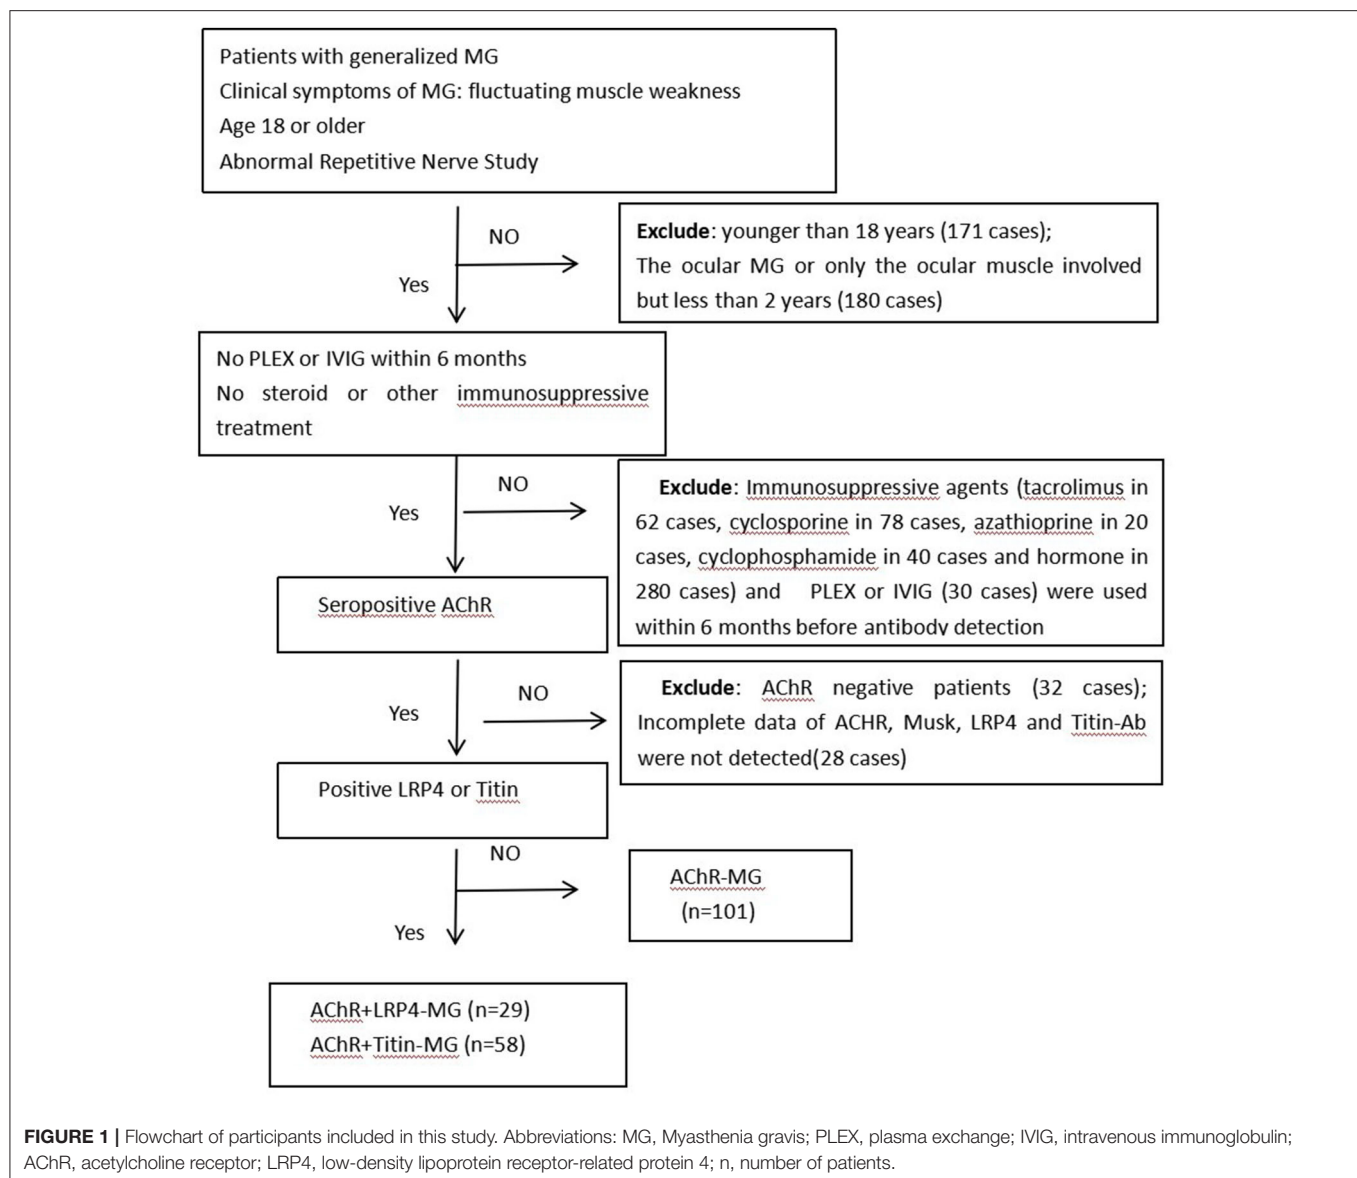 Patients with generalized MG
Clinical symptoms of MG: fluctuating muscle weakness
Age 18 or older
Abnormal Repetitive Nerve Study
NO
Yes
Exclude: younger than 18 years (171 cases);
The ocular MG or only the ocular muscle involved
but less than 2 years (180 cases)
No PLEX or IVIG within 6 months
No steroid or other immunosuppressive
treatment
NO
Yes
Exclude: Immunosuppressive agents (tacrolimus in
62 cases, cyclosporine in 78 cases, azathioprine in 20
cases, cyclophosphamide in 40 cases and hormone in
280 cases) and PLEX or IVIG (30 cases) were used
within 6 months before antibody detection
Seropositive AChR
NO
Yes
Exclude: AChR negative patients (32 cases);
Incomplete data of ACHR, Musk, LRP4 and Titin-Ab
were not detected(28 cases)
Positive LRP4 or Titin
NO
Yes
AChR-MG
(n=101)
AChR+LRP4-MG (n=29)
AChR+Titin-MG (n=58)
FIGURE 1 | Flowchart of participants included in this study. Abbreviations: MG, Myasthenia gravis; PLEX, plasma exchange; IVIG, intravenous immunoglobulin;
AChR, acetylcholine receptor; LRP4, low-density lipoprotein receptor-related protein 4; n, number of patients.